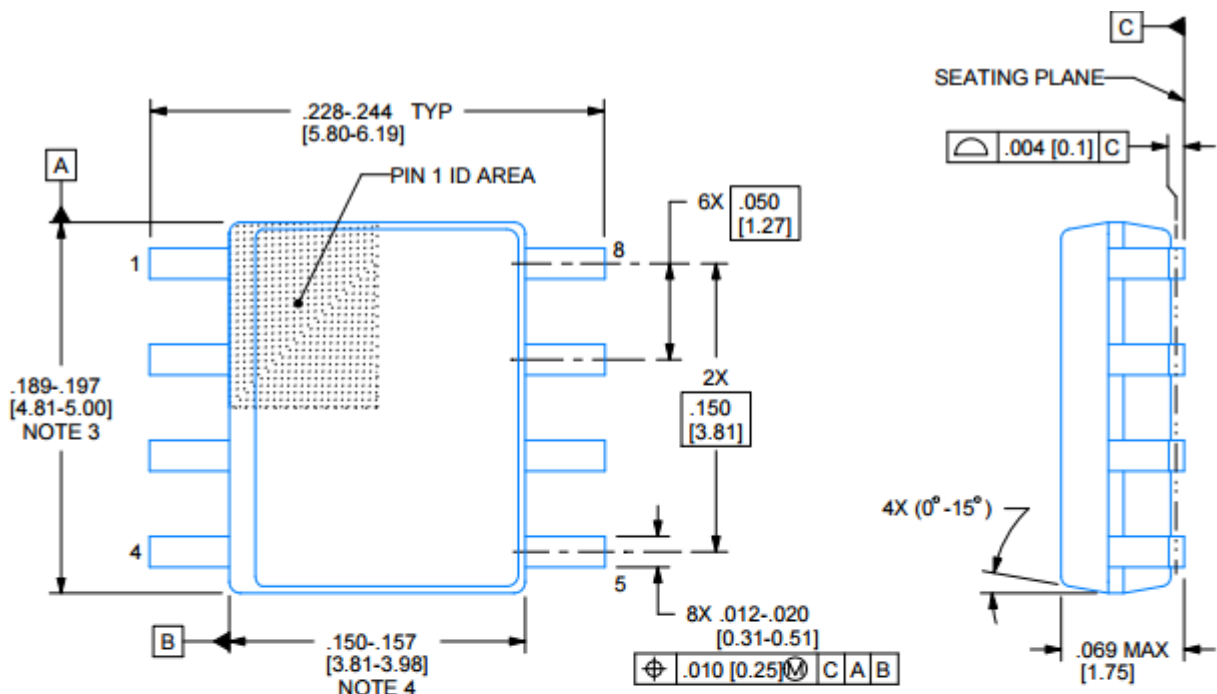 C
SEATING PLANE
.004 [0.1] C
.228-.244 TYP
[5.80-6.19]
A
PIN 1 ID AREA
6X .050
[1.27]
1
8
.189-.197
[4.81-5.00]
NOTE 3
2X
.150
[3.81]
4X (0°-15°)
4
5
8X .012-.020
[0.31-0.51]
B
.150-.157
[3.81-3.98]
NOTE 4
⌖ .010 [0.25]Ⓜ C A B
.069 MAX
[1.75]